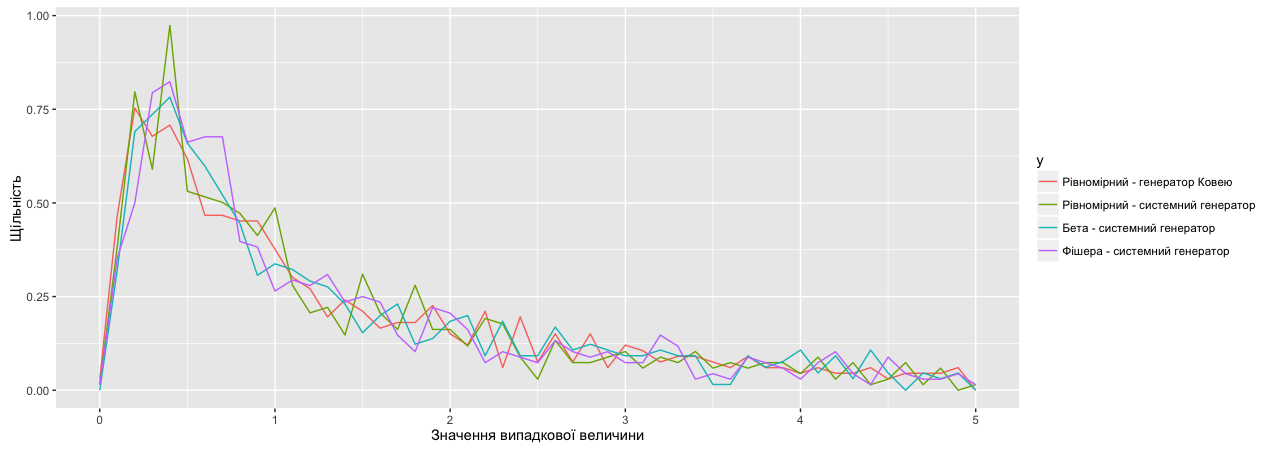 1.00
0.75
0.50
0.25
0.00
Щільність
0
1
2
3
4
5
Значення випадкової величини
y
Рівномірний - генератор Ковею
Рівномірний - системний генератор
Бета - системний генератор
Фішера - системний генератор